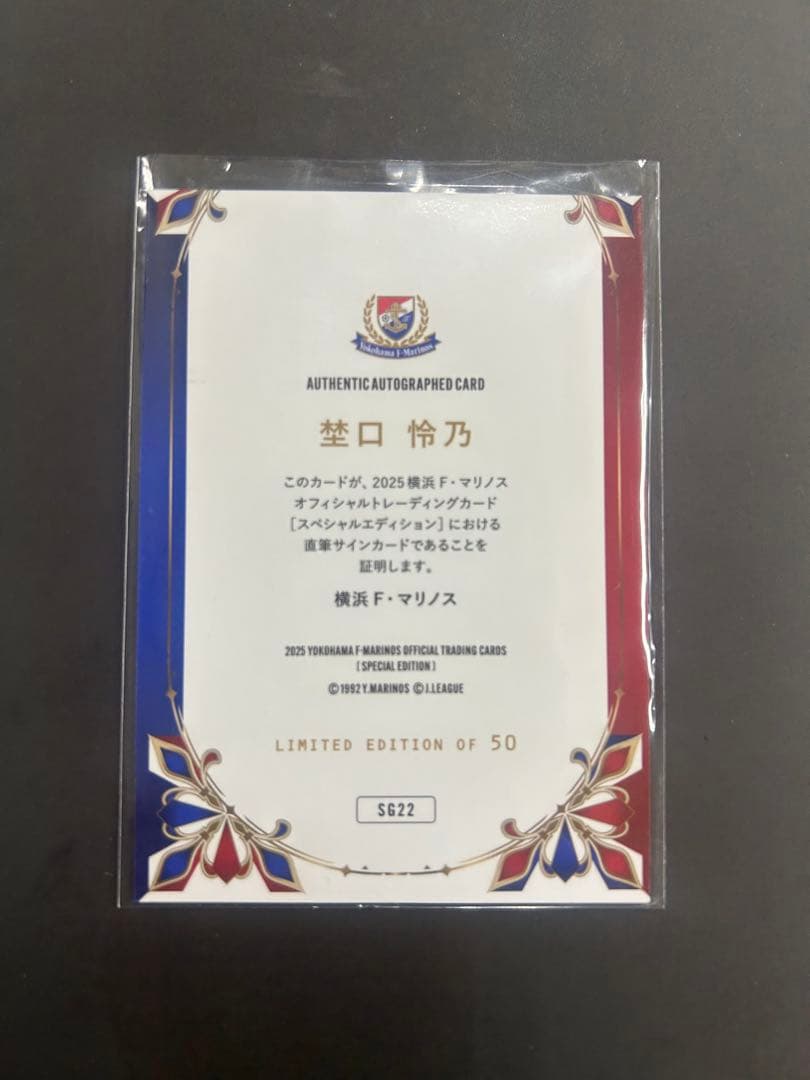 Yokohama F·Marinos
AUTHENTIC AUTOGRAPHED CARD
埜口 怜乃
このカードが、2025 横浜 F・マリノス
オフィシャルトレーディングカード
［スペシャルエディション］における
直筆サインカードであることを
証明します。
横浜 F・マリノス
2025 YOKOHAMA F·MARINOS OFFICIAL TRADING CARDS
[SPECIAL EDITION]
©1992 Y.MARINOS ©J.LEAGUE
LIMITED EDITION OF 50
SG22